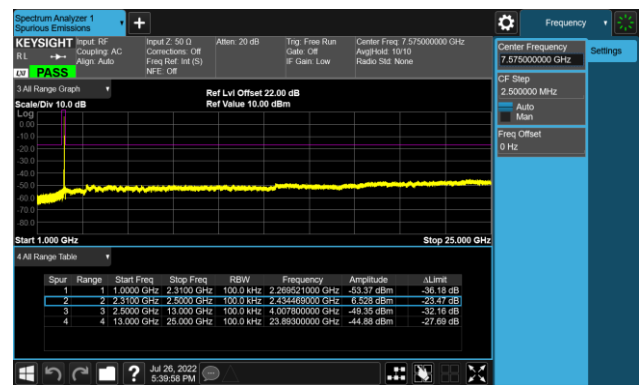 Spectrum Analyzer 1
Spurious Emissions
Frequency
KEYSIGHT
R L
LXI
PASS
Input: RF
Coupling: AC
Align: Auto
Input Z: 50 Ω
Corrections: Off
Freq Ref: Int (S)
NFE: Off
Atten: 20 dB
Trig: Free Run
Gate: Off
IF Gain: Low
Center Freq: 7.575000000 GHz
Avg|Hold: 10/10
Radio Std: None
Center Frequency
7.575000000 GHz
Settings
CF Step
2.500000 MHz
Auto
Man
Freq Offset
0 Hz
3 All Range Graph
Scale/Div 10.0 dB
Ref Lvl Offset 22.00 dB
Ref Value 10.00 dBm
Log
0.00
-10.0
-20.0
-30.0
-40.0
-50.0
-60.0
-70.0
-80.0
Start 1.000 GHz
Stop 25.000 GHz
4 All Range Table
Spur Range Start Freq Stop Freq RBW Frequency Amplitude ΔLimit
1 1 1.0000 GHz 2.3100 GHz 100.0 kHz 2.269521000 GHz -53.37 dBm -36.18 dB
2 2 2.3100 GHz 2.5000 GHz 100.0 kHz 2.434469000 GHz 6.528 dBm -23.47 dB
3 3 2.5000 GHz 13.000 GHz 100.0 kHz 4.007800000 GHz -49.35 dBm -32.16 dB
4 4 13.000 GHz 25.000 GHz 100.0 kHz 23.89300000 GHz -44.88 dBm -27.69 dB
?
Jul 26, 2022
5:39:58 PM